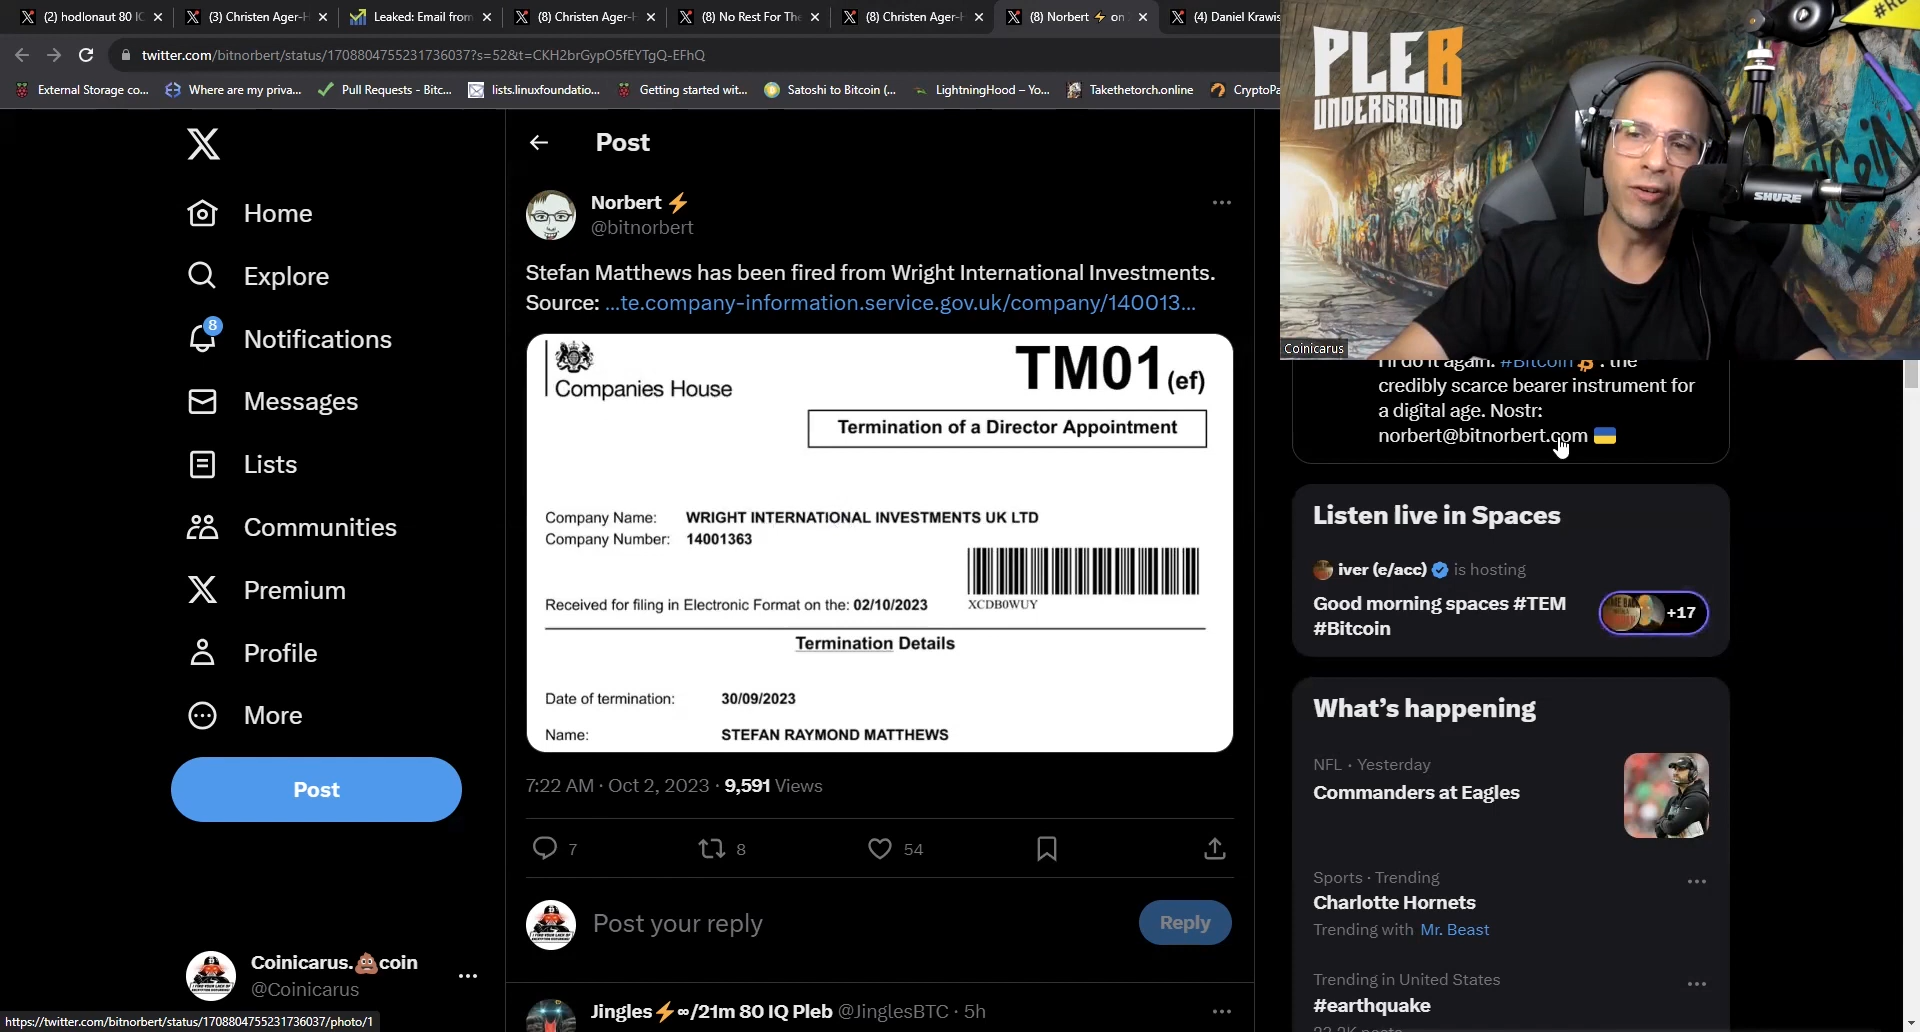 (2) hodlonaut 80 IC
(3) Christen Ager-H
Leaked: Email from
(8) Christen Ager-
(8) No Rest For The
(8) Christen Ager-H
(8) Norbert ⚡ on
(4) Daniel Krawis
twitter.com/bitnorbert/status/1708804755231736037?s=52&t=CKH2brGypO5fEYTgQ-EFhQ
External Storage co...
Where are my priva...
Pull Requests - Bitc...
lists.linuxfoundatio...
Getting started wit...
Satoshi to Bitcoin (...
LightningHood – Yo...
Takethetorch.online
CryptoPa
PLEB
UNDERGROUND
SHURE
Coinicarus
Home
Explore
8
Notifications
Messages
Lists
Communities
Premium
Profile
More
Post
Coinicarus.💩coin
@Coinicarus
https://twitter.com/bitnorbert/status/1708804755231736037/photo/1
Post
Norbert ⚡
@bitnorbert
Stefan Matthews has been fired from Wright International Investments.
Source: ...te.company-information.service.gov.uk/company/140013...
Companies House
TM01(ef)
Termination of a Director Appointment
Company Name: WRIGHT INTERNATIONAL INVESTMENTS UK LTD
Company Number: 14001363
Received for filing in Electronic Format on the: 02/10/2023
XCDB0WUY
Termination Details
Date of termination: 30/09/2023
Name: STEFAN RAYMOND MATTHEWS
7:22 AM · Oct 2, 2023 · 9,591 Views
7
8
54
Post your reply
Reply
Jingles⚡∞/21m 80 IQ Pleb @JinglesBTC · 5h
I'll do it again. #Bitcoin : the
credibly scarce bearer instrument for
a digital age. Nostr:
norbert@bitnorbert.com 🇺🇦
Listen live in Spaces
iver (e/acc) is hosting
Good morning spaces #TEM
#Bitcoin
+17
What's happening
NFL · Yesterday
Commanders at Eagles
Sports · Trending
Charlotte Hornets
Trending with Mr. Beast
Trending in United States
#earthquake